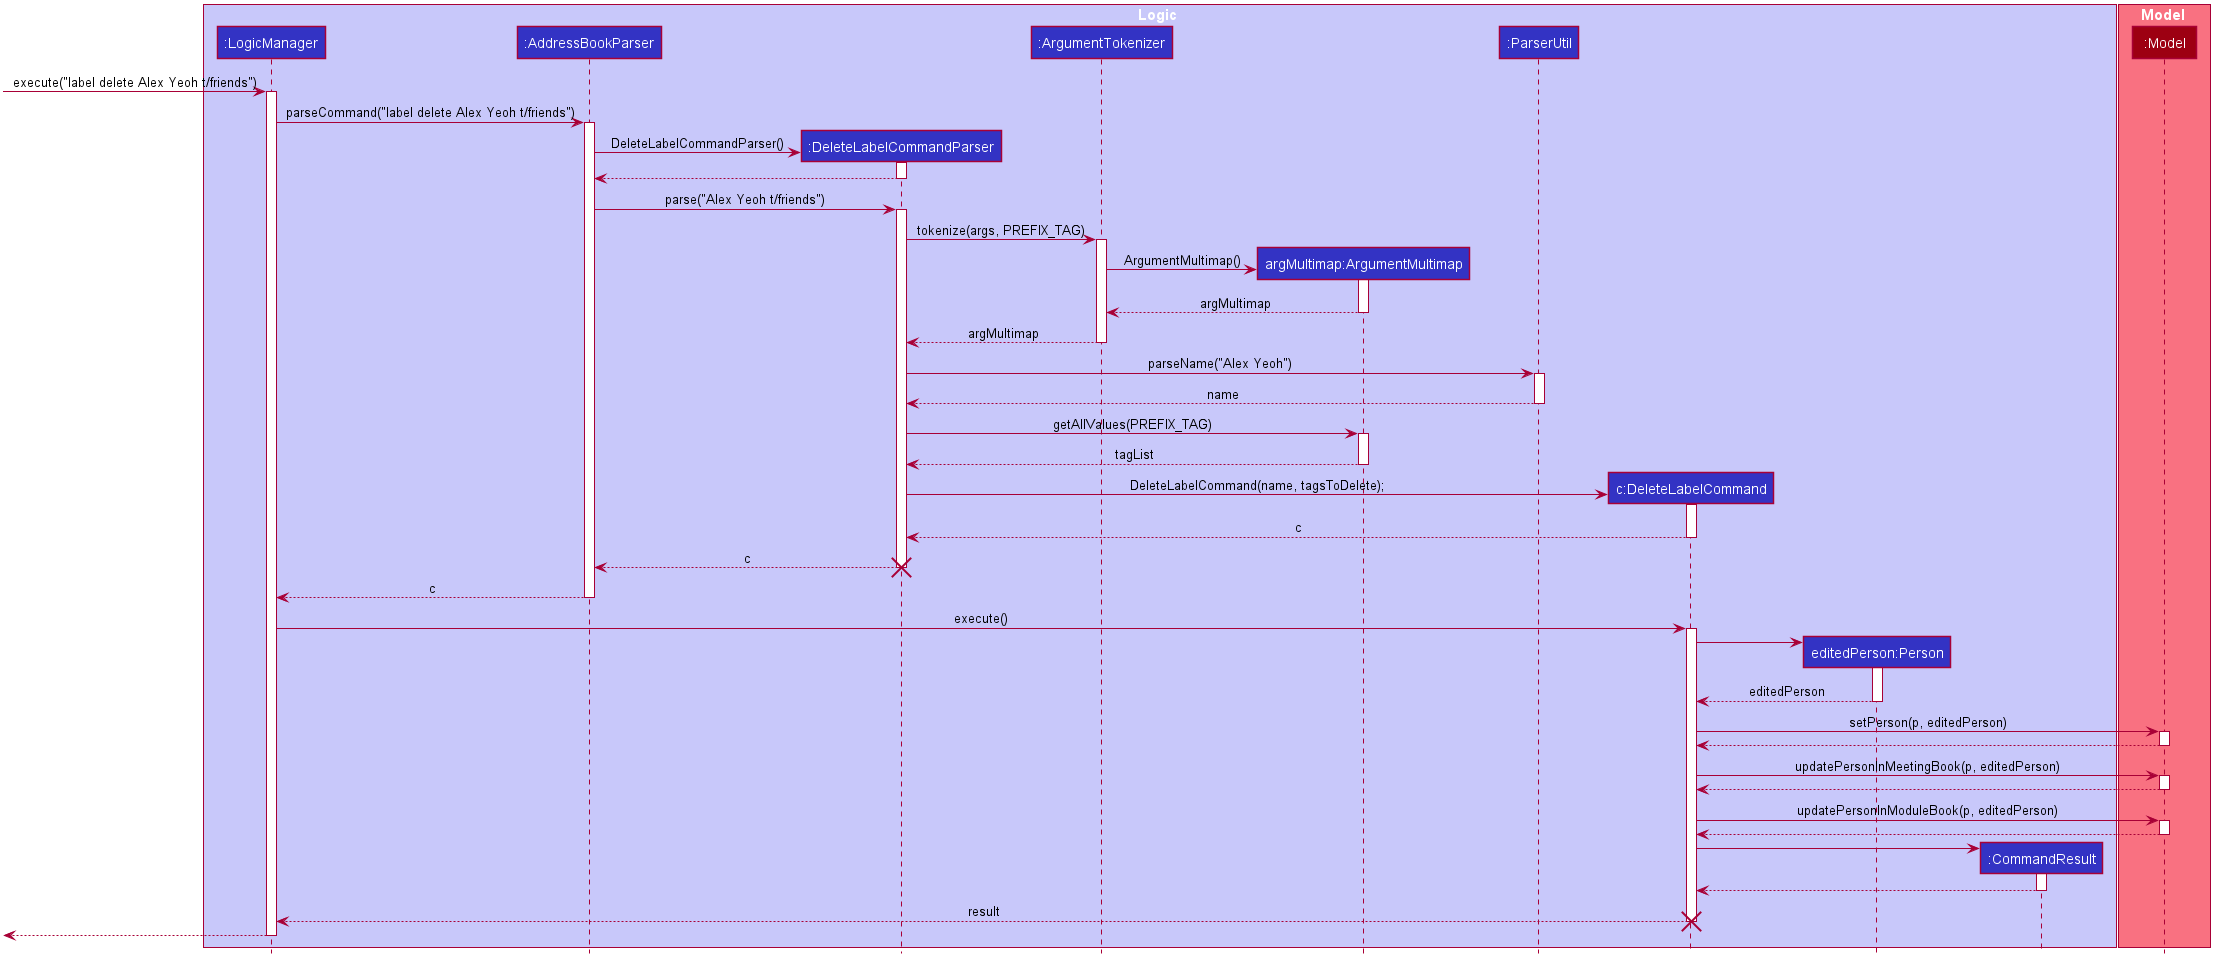 Logic
Model
:LogicManager
:AddressBookParser
:ArgumentTokenizer
:ParserUtil
:Model
execute("label delete Alex Yeoh t/friends")
parseCommand("label delete Alex Yeoh t/friends")
DeleteLabelCommandParser()
:DeleteLabelCommandParser
parse("Alex Yeoh t/friends")
tokenize(args, PREFIX_TAG)
ArgumentMultimap()
argMultimap:ArgumentMultimap
argMultimap
argMultimap
parseName("Alex Yeoh")
name
getAllValues(PREFIX_TAG)
tagList
DeleteLabelCommand(name, tagsToDelete);
c:DeleteLabelCommand
c
c
c
execute()
editedPerson:Person
editedPerson
setPerson(p, editedPerson)
updatePersonInMeetingBook(p, editedPerson)
updatePersonInModuleBook(p, editedPerson)
:CommandResult
result